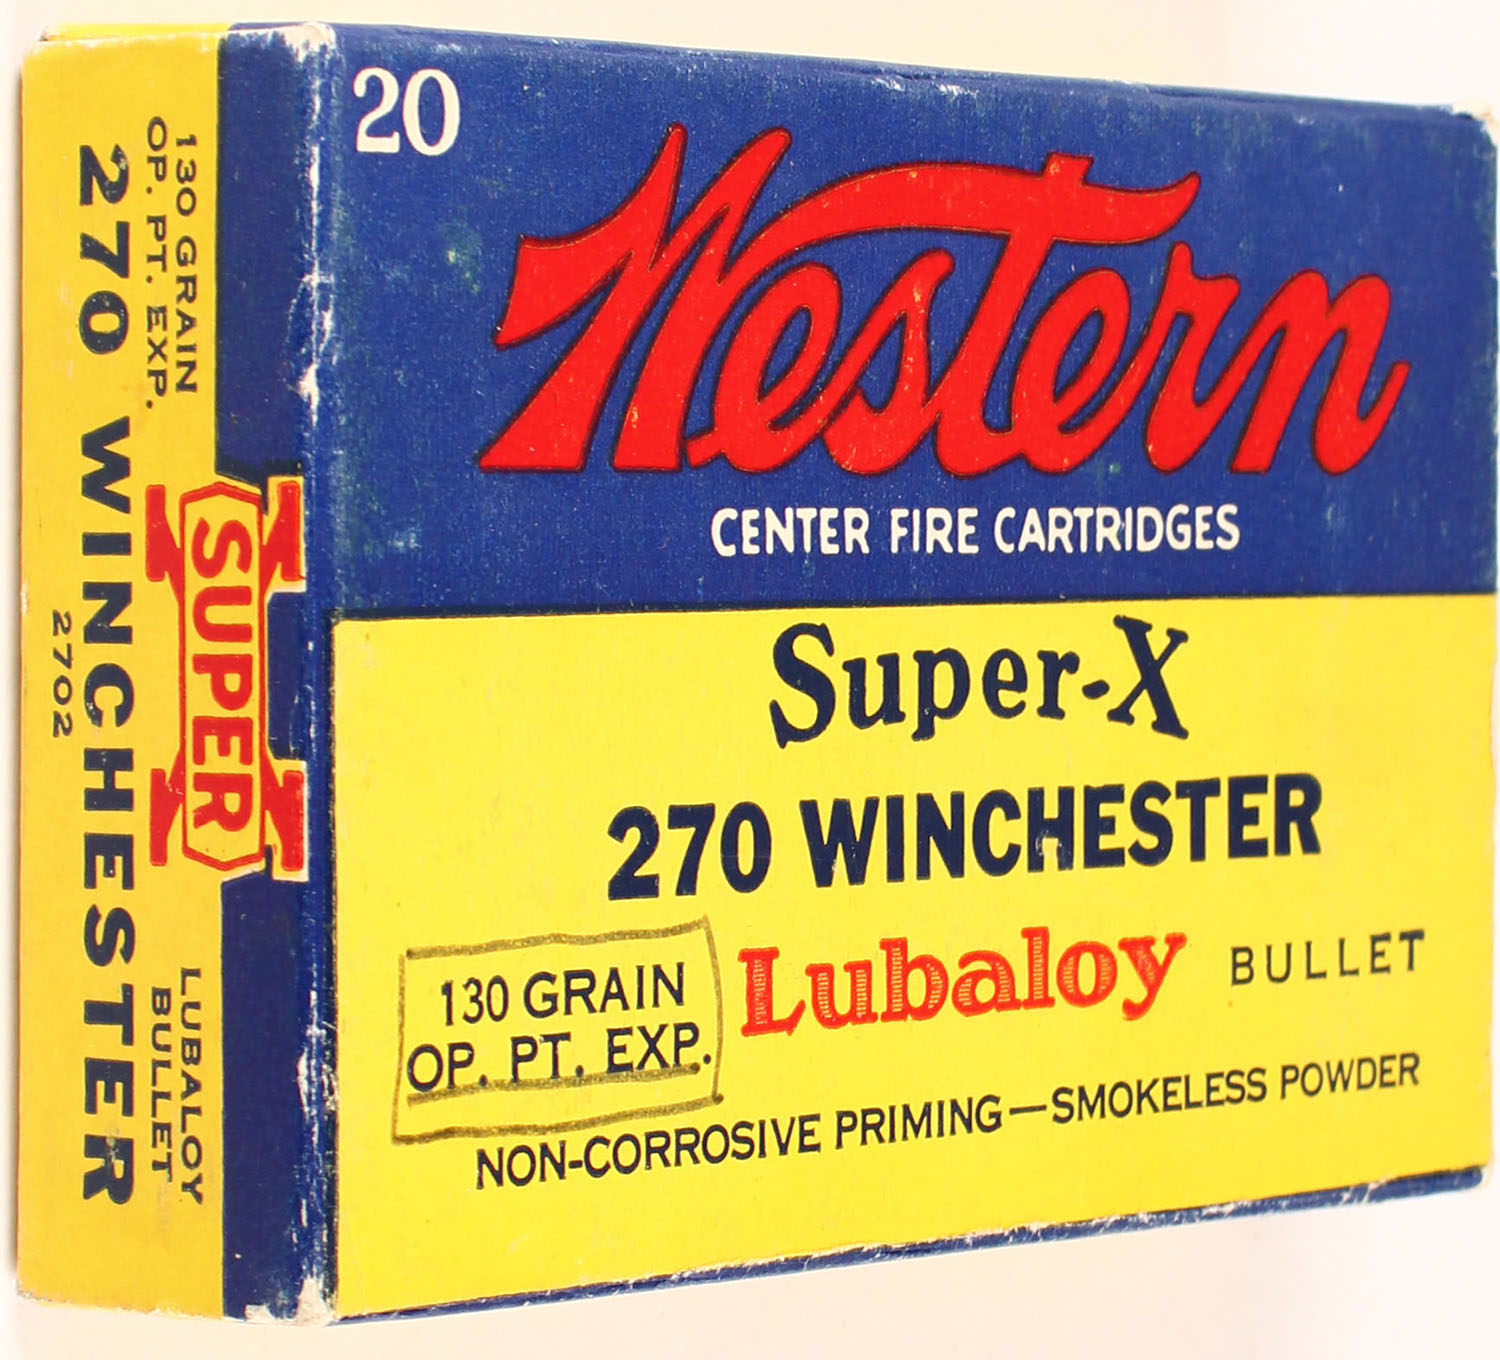 20
Western
CENTER FIRE CARTRIDGES
Super-X
270 WINCHESTER
130 GRAIN
OP. PT. EXP.
Lubaloy BULLET
NON-CORROSIVE PRIMING—SMOKELESS POWDER
130 GRAIN
OP. PT. EXP.
X
SUPER
X
LUBALOY
BULLET
270 WINCHESTER
2702